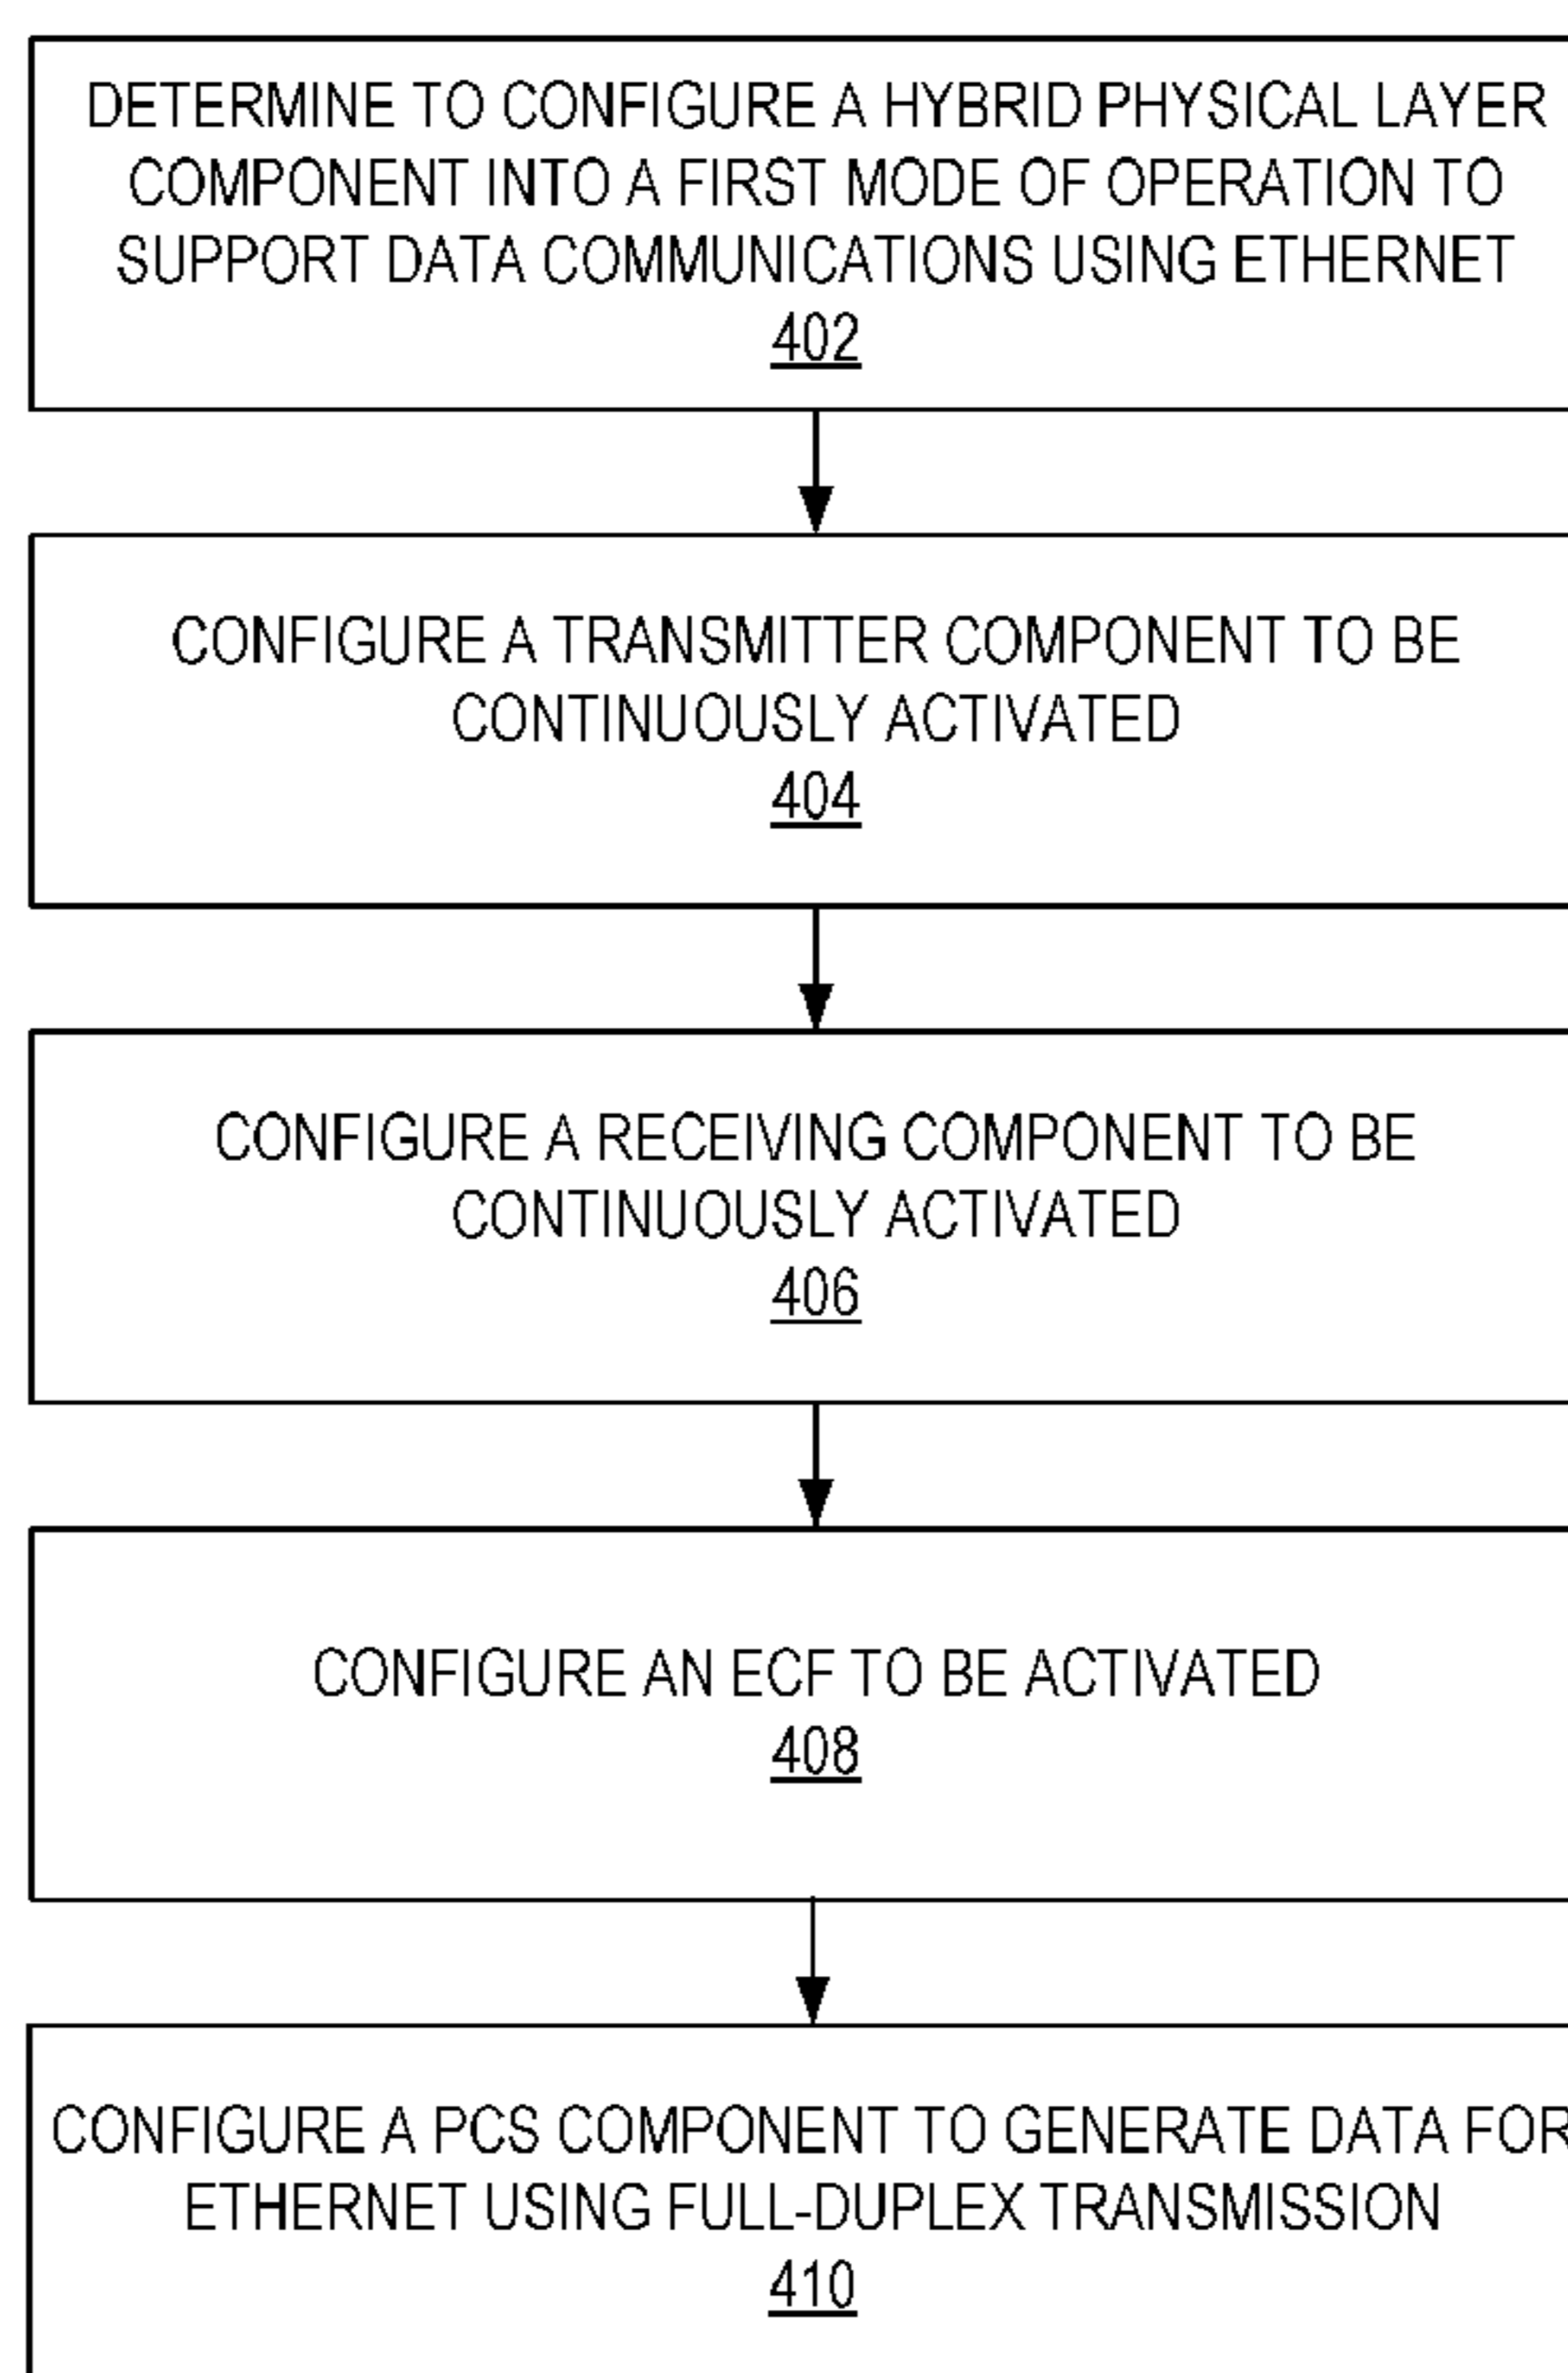 DETERMINE TO CONFIGURE A HYBRID PHYSICAL LAYER
COMPONENT INTO A FIRST MODE OF OPERATION TO
SUPPORT DATA COMMUNICATIONS USING ETHERNET
402
CONFIGURE A TRANSMITTER COMPONENT TO BE
CONTINUOUSLY ACTIVATED
404
CONFIGURE A RECEIVING COMPONENT TO BE
CONTINUOUSLY ACTIVATED
406
CONFIGURE AN ECF TO BE ACTIVATED
408
CONFIGURE A PCS COMPONENT TO GENERATE DATA FOR
ETHERNET USING FULL-DUPLEX TRANSMISSION
410